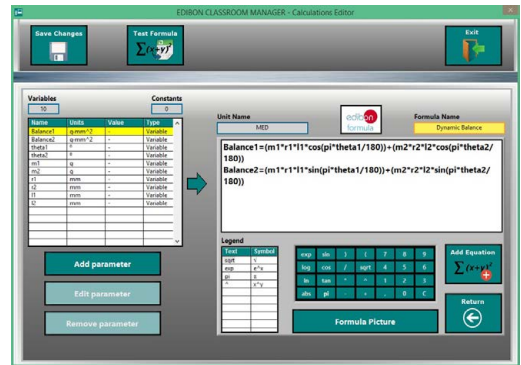 EDIBON CLASSROOM MANAGER - Calculations Editor
Save Changes
Test Formula
Σ(x+y)²
Exit
Variables
10
Constants
0
Name Units Value Type
Balance1 g·mm^2 - Variable
Balance2 g·mm^2 - Variable
theta1 º - Variable
theta2 º - Variable
m1 g - Variable
m2 g - Variable
r1 mm - Variable
r2 mm - Variable
l1 mm - Variable
l2 mm - Variable
Add parameter
Edit parameter
Remove parameter
Unit Name
MED
edibon
formula
Formula Name
Dynamic Balance
Balance1=(m1*r1*l1*cos(pi*theta1/180))+(m2*r2*l2*cos(pi*theta2/
180))
Balance2=(m1*r1*l1*sin(pi*theta1/180))+(m2*r2*l2*sin(pi*theta2/
180))
Legend
Text Symbol
sqrt √
exp e^x
pi
^ x^y
exp sin ) ( 7 8 9
log cos / sqrt 4 5 6
ln tan * ^ 1 2 3
abs pi - + . 0 C
Formula Picture
Add Equation
Σ(x+y)²
Return